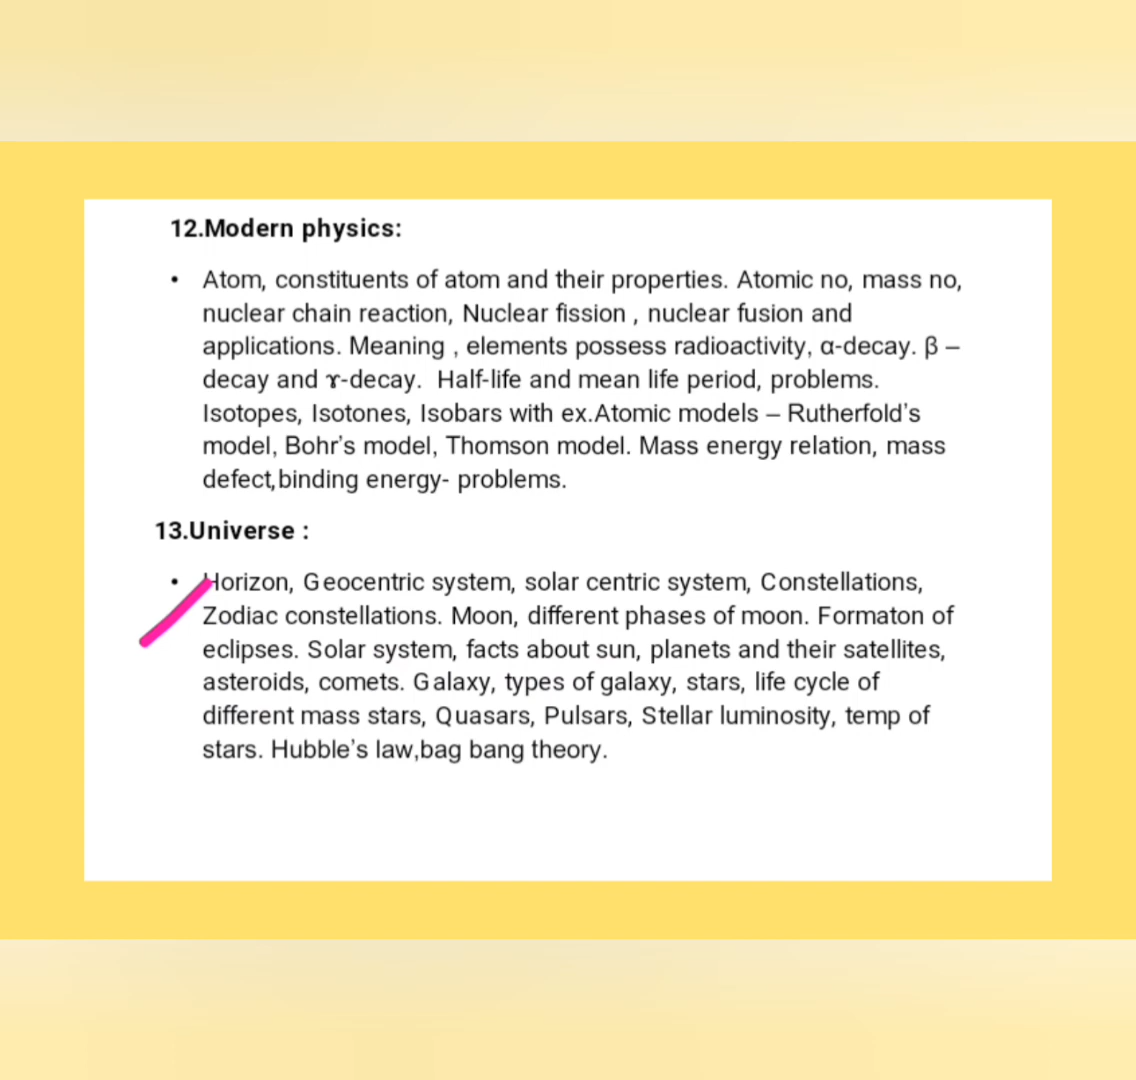 12.Modern physics:
• Atom, constituents of atom and their properties. Atomic no, mass no,
nuclear chain reaction, Nuclear fission , nuclear fusion and
applications. Meaning , elements possess radioactivity, α-decay. β –
decay and ɤ-decay.  Half-life and mean life period, problems.
Isotopes, Isotones, Isobars with ex.Atomic models – Rutherfold’s
model, Bohr’s model, Thomson model. Mass energy relation, mass
defect,binding energy- problems.
13.Universe :
• Horizon, Geocentric system, solar centric system, Constellations,
Zodiac constellations. Moon, different phases of moon. Formaton of
eclipses. Solar system, facts about sun, planets and their satellites,
asteroids, comets. Galaxy, types of galaxy, stars, life cycle of
different mass stars, Quasars, Pulsars, Stellar luminosity, temp of
stars. Hubble’s law,bag bang theory.